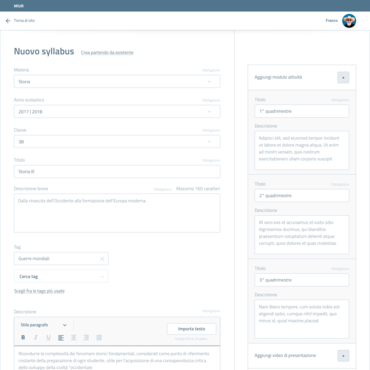 MIUR
Torna al sito
Franco
Nuovo syllabus
Crea partendo da esistente
Materia
Obbligatorio
Storia
Anno scolastico
Obbligatorio
2017 | 2018
Classe
Obbligatorio
3B
Titolo
Obbligatorio
Storia III
Descrizione breve
Obbligatorio
Massimo 160 caratteri
Dalla rinascita dell'Occidente alla formazione dell'Europa moderna
Tag
Guerre mondiali
Cerca tag
Scegli fra le tags più usate
Descrizione
Obbligatorio
Stile paragrafo
Importa testo
B I U
Ricostruire la complessità dei fenomeni storici fondamentali, considerati come punto di riferimento
costante della preparazione di ogni studente, utile per l'acquisizione di una consapevolezza critica
dello sviluppo della civiltà "occidentale
Aggiungi modulo attività
+
Titolo
Obbligatorio
1° quadrimestre
Descrizione
Adipisci elit, sed eiusmod tempor incidunt
ut labore et dolore magna aliqua. Ut enim
ad minim veniam, quis nostrum
exercitationem ullam corporis suscipit
Titolo
Obbligatorio
2° quadrimestre
Descrizione
At vero eos et accusamus et iusto odio
dignissimos ducimus, qui blanditiis
praesentium voluptatum deleniti atque
corrupti, quos dolores et quas molestias
Titolo
Obbligatorio
3° quadrimestre
Descrizione
Nam libero tempore, cum soluta nobis est
eligendi optio, cumque nihil impedit, quo
minus id, quod maxime placeat
Aggiungi video di presentazione
+